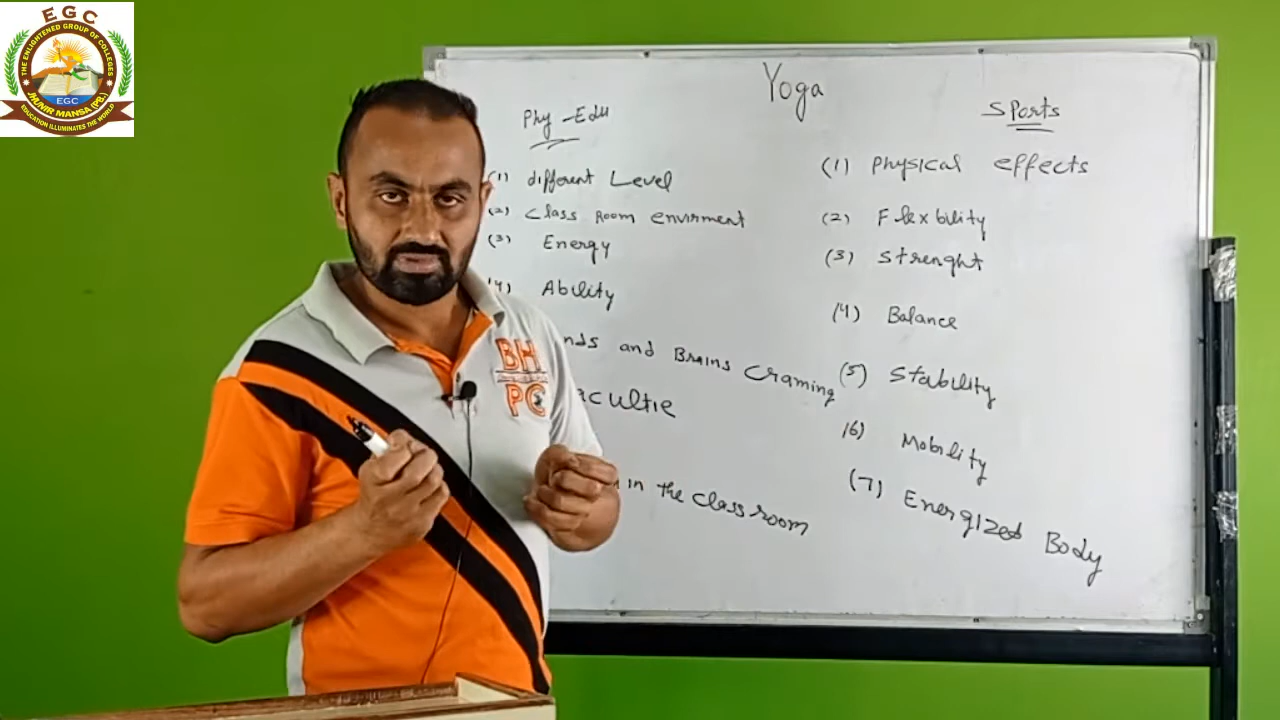 EGC
THE ENLIGHTENED GROUP OF COLLEGES
EGC
JHUNIR MANSA (PB.)
EDUCATION ILLUMINATES THE WORLD
Yoga
Phy - Edu
(1) different Level
(2) Class Room envirment
(3) Energy
(4) Ability
and Brains Craming
in the class room
Sports
(1) Physical effects
(2) Flexbility
(3) Strenght
(4) Balance
(5) Stability
(6) Mobility
(7) Energized Body
BH
PC